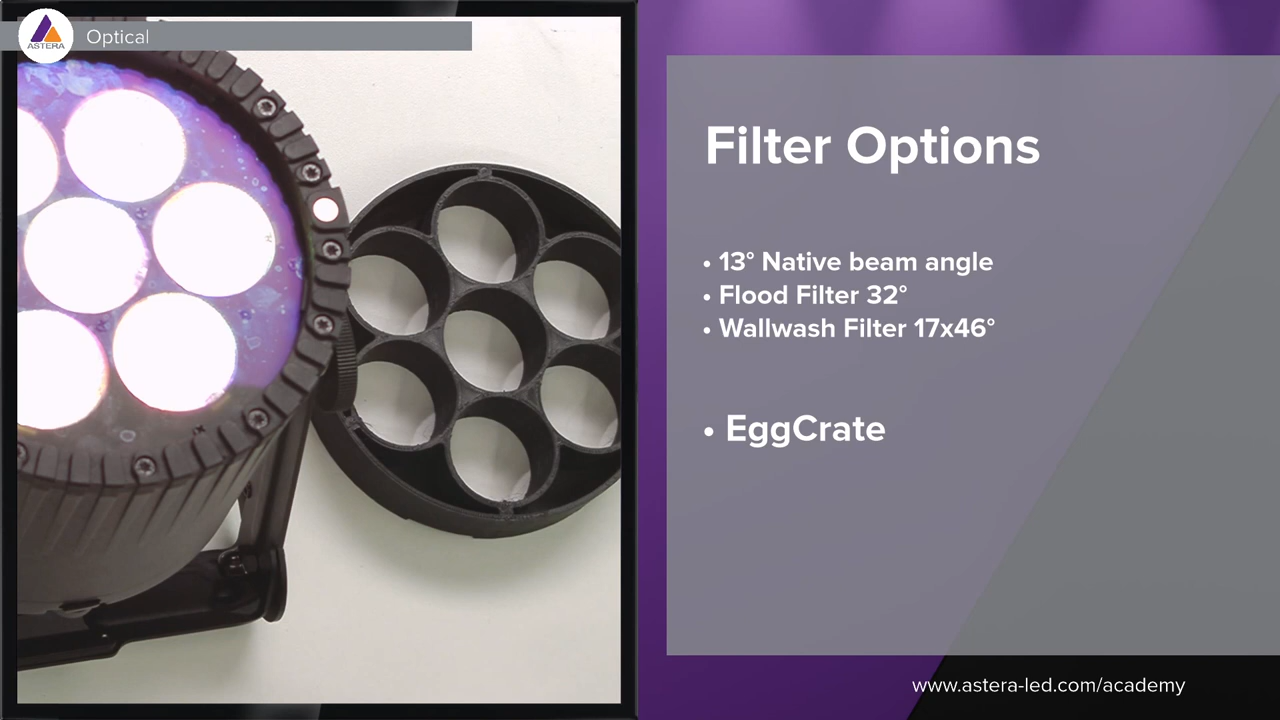 ASTERA
Optical
Filter Options
• 13° Native beam angle
• Flood Filter 32°
• Wallwash Filter 17x46°
• EggCrate
www.astera-led.com/academy